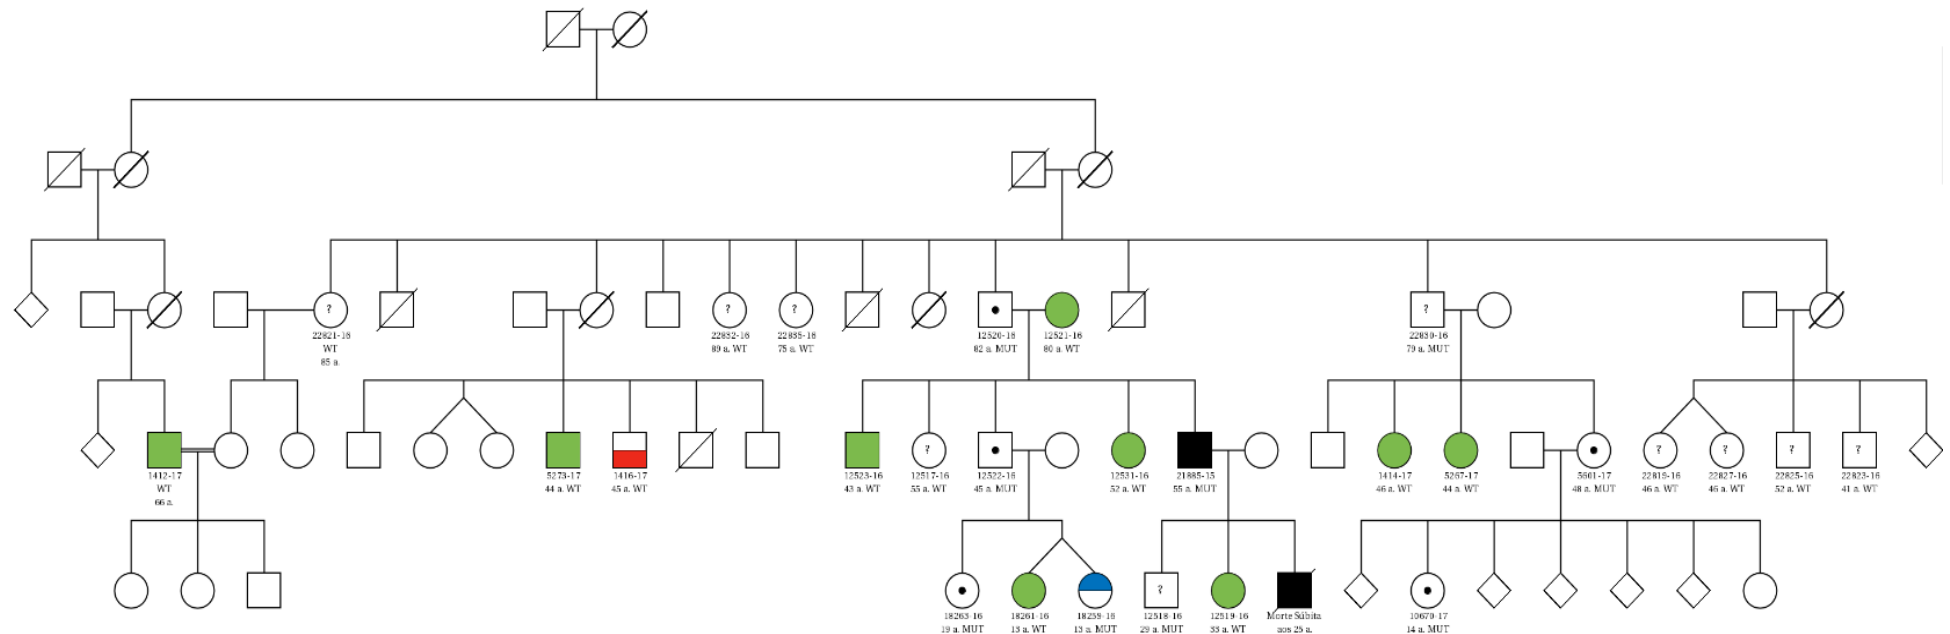 ?
22821-16
WT
85 a.
?
22832-16
89 a. WT
?
22835-16
75 a. WT
12520-16
82 a. MUT
12521-16
80 a. WT
?
22830-16
79 a. MUT
1412-17
WT
66 a.
5273-17
44 a. WT
1416-17
45 a. WT
12523-16
43 a. WT
?
12517-16
55 a. WT
12522-16
45 a. MUT
12531-16
52 a. WT
21885-15
55 a. MUT
1414-17
46 a. WT
5267-17
44 a. WT
5661-17
48 a. MUT
?
22819-16
46 a. WT
?
22827-16
46 a. WT
?
22825-16
52 a. WT
?
22823-16
41 a. WT
18263-16
19 a. MUT
18261-16
13 a. WT
18259-16
13 a. MUT
?
12518-16
29 a. MUT
12519-16
33 a. WT
Morte Súbita
aos 25 a.
10670-17
14 a. MUT